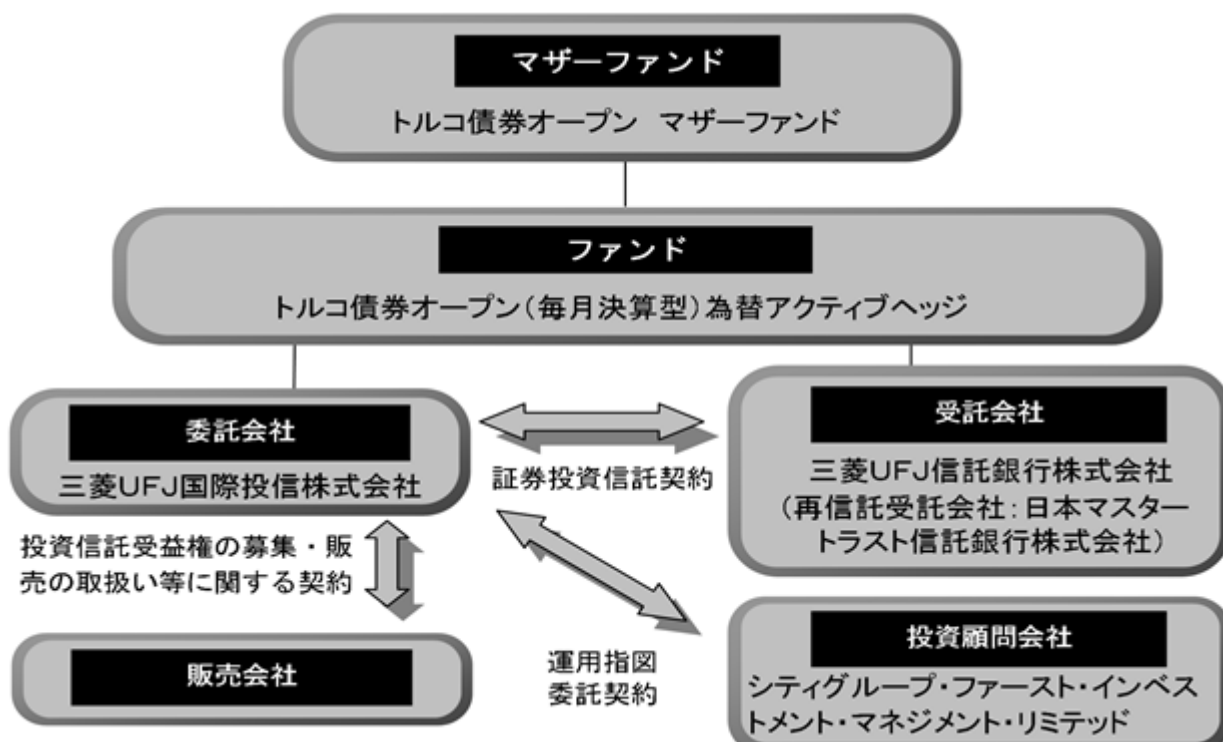 マザーファンド
トルコ債券オープン　マザーファンド
ファンド
トルコ債券オープン(毎月決算型)為替アクティブヘッジ
委託会社
三菱UFJ国際投信株式会社
証券投資信託契約
受託会社
三菱UFJ信託銀行株式会社
(再信託受託会社:日本マスター
トラスト信託銀行株式会社)
投資信託受益権の募集・販
売の取扱い等に関する契約
販売会社
運用指図
委託契約
投資顧問会社
シティグループ・ファースト・インベス
トメント・マネジメント・リミテッド